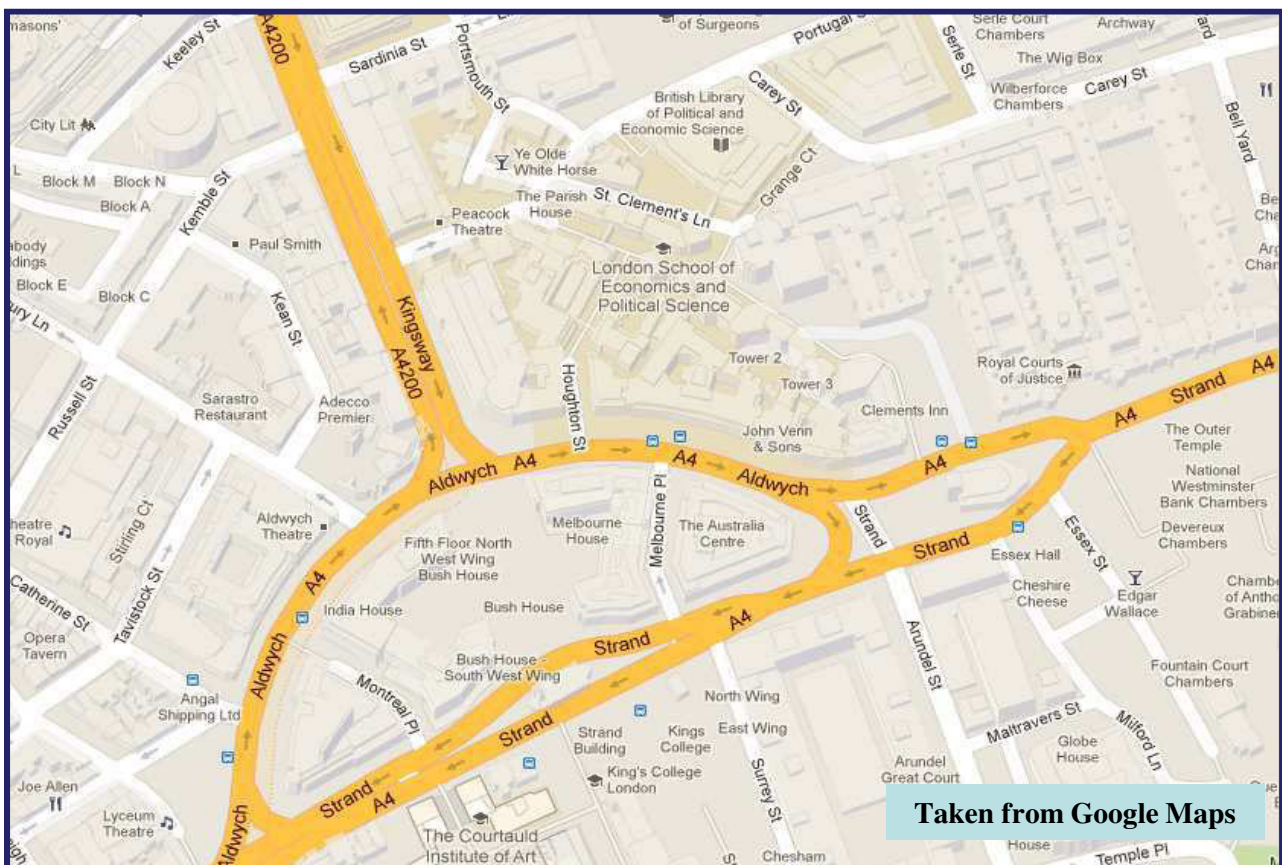 of Surgeons
Portugal St
Serle Court
Chambers
Archway
The Wig Box
Wilberforce
Chambers
Carey St
Bell Yard
masons'
Keeley St
A4200
Sardinia St
Portsmouth St
Carey St
Serle St
City Lit
British Library
of Political and
Economic Science
Ye Olde
White Horse
Grange Ct
Block M
Block N
Block A
Kemble St
The Parish
House
St. Clement's Ln
Peacock
Theatre
Paul Smith
Block E
Block C
London School of
Economics and
Political Science
Kean St
Kingsway
A4200
Russell St
Sarastro
Restaurant
Adecco
Premier
Houghton St
Tower 2
Tower 3
Royal Courts
of Justice
Strand
A4
Clements Inn
John Venn
& Sons
The Outer
Temple
National
Westminster
Bank Chambers
Aldwych
A4
A4
Aldwych
A4
Stirling Ct
Aldwych
Theatre
Melbourne
House
Melbourne Pl
The Australia
Centre
Strand
Strand
Essex St
Devereux
Chambers
Essex Hall
Fifth Floor North
West Wing
Bush House
A4
Cheshire
Cheese
Edgar
Wallace
Catherine St
Tavistock St
India House
Bush House
Strand
A4
Opera
Tavern
Aldwych
Bush House -
South West Wing
Arundel St
Fountain Court
Chambers
Angal
Shipping Ltd
Montreal Pl
Strand
North Wing
East Wing
Strand
Building
Kings
College
Surrey St
Maltravers St
Milford Ln
Globe
House
Joe Allen
Strand
A4
King's College
London
Arundel
Great Court
Lyceum
Theatre
Aldwych
The Courtauld
Institute of Art
Chesham
House
Temple Pl
Taken from Google Maps